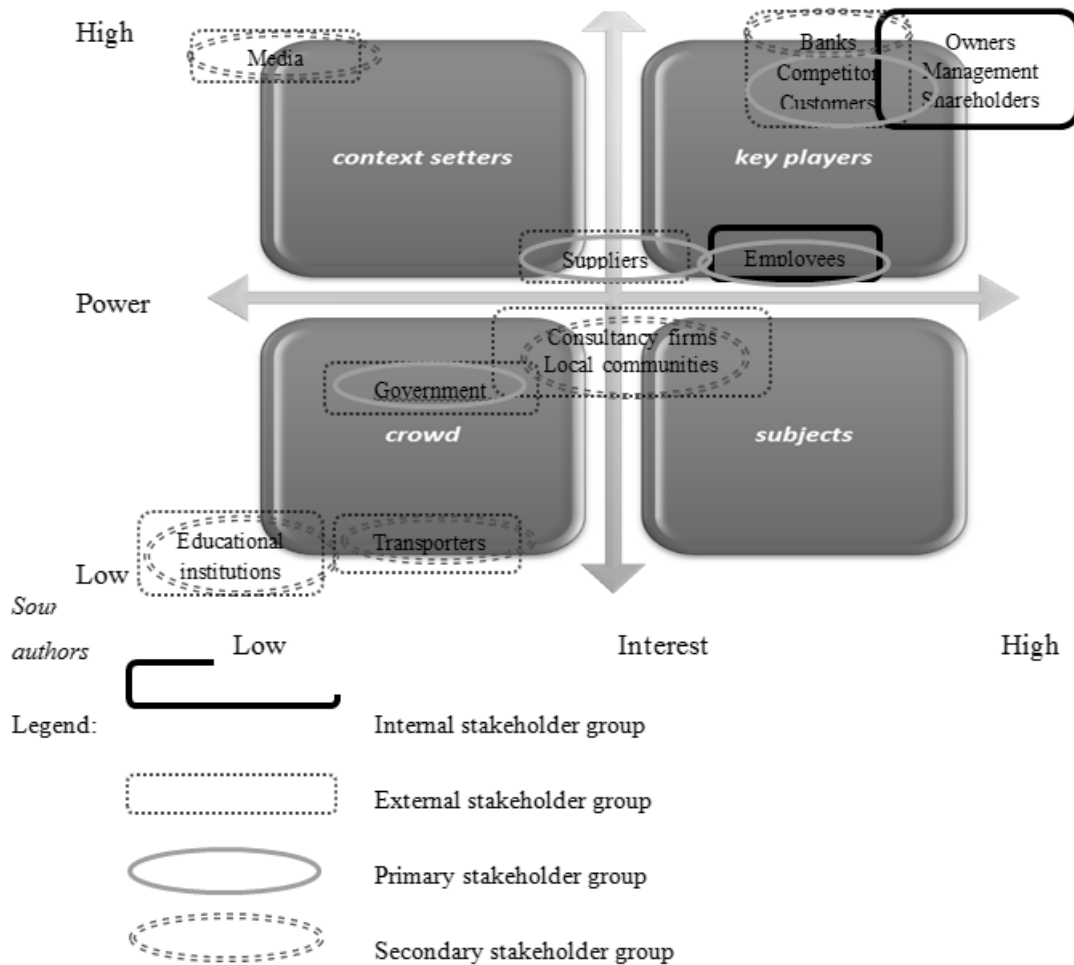 High
Media
Banks
Competitor
Customers
Owners
Management
Shareholders
context setters
key players
Suppliers
Employees
Power
Consultancy firms
Local communities
Government
crowd
subjects
Educational
institutions
Transporters
Low
authors
Low
Interest
High
Legend:
Internal stakeholder group
External stakeholder group
Primary stakeholder group
Secondary stakeholder group